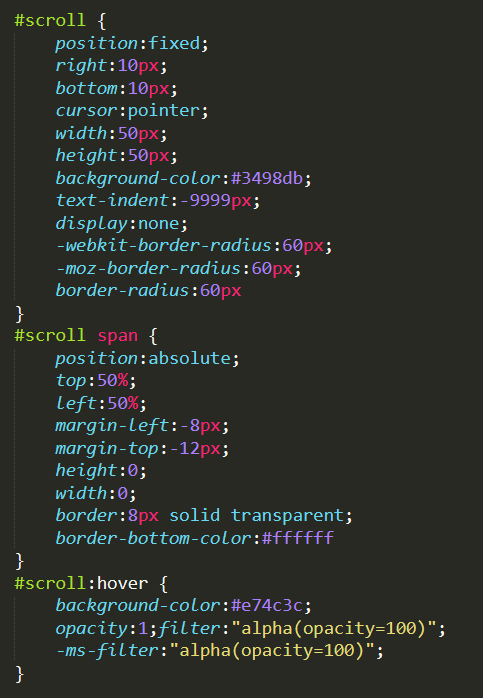 #scroll {
    position:fixed;
    right:10px;
    bottom:10px;
    cursor:pointer;
    width:50px;
    height:50px;
    background-color:#3498db;
    text-indent:-9999px;
    display:none;
    -webkit-border-radius:60px;
    -moz-border-radius:60px;
    border-radius:60px
}
#scroll span {
    position:absolute;
    top:50%;
    left:50%;
    margin-left:-8px;
    margin-top:-12px;
    height:0;
    width:0;
    border:8px solid transparent;
    border-bottom-color:#ffffff
}
#scroll:hover {
    background-color:#e74c3c;
    opacity:1;filter:"alpha(opacity=100)";
    -ms-filter:"alpha(opacity=100)";
}